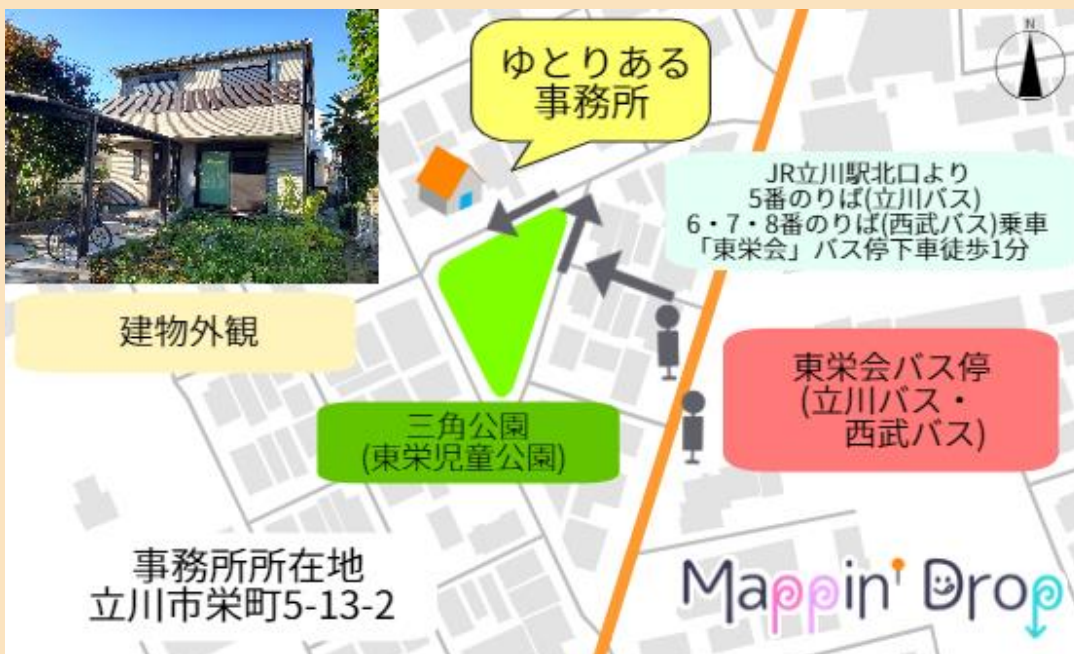 ゆとりある
事務所
N
JR立川駅北口より
5番のりば(立川バス)
6・7・8番のりば(西武バス)乗車
「東栄会」バス停下車徒歩1分
建物外観
東栄会バス停
(立川バス・
西武バス)
三角公園
(東栄児童公園)
事務所所在地
立川市栄町5-13-2
Mappin' Drop